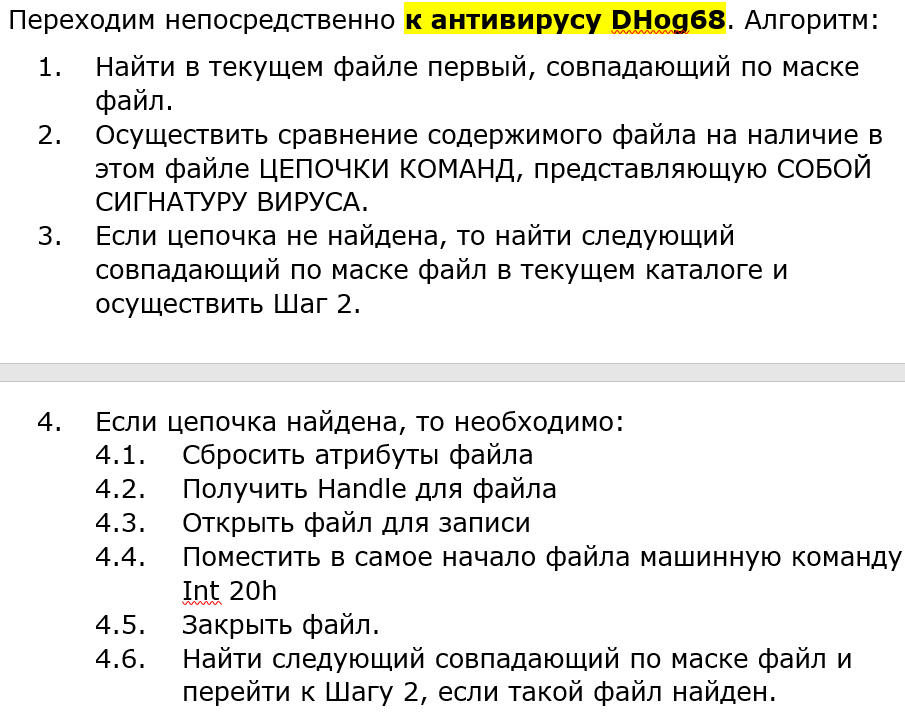 Переходим непосредственно к антивирусу DHog68. Алгоритм:
1. Найти в текущем файле первый, совпадающий по маске
файл.
2. Осуществить сравнение содержимого файла на наличие в
этом файле ЦЕПОЧКИ КОМАНД, представляющую СОБОЙ
СИГНАТУРУ ВИРУСА.
3. Если цепочка не найдена, то найти следующий
совпадающий по маске файл в текущем каталоге и
осуществить Шаг 2.
4. Если цепочка найдена, то необходимо:
4.1. Сбросить атрибуты файла
4.2. Получить Handle для файла
4.3. Открыть файл для записи
4.4. Поместить в самое начало файла машинную команду
Int 20h
4.5. Закрыть файл.
4.6. Найти следующий совпадающий по маске файл и
перейти к Шагу 2, если такой файл найден.